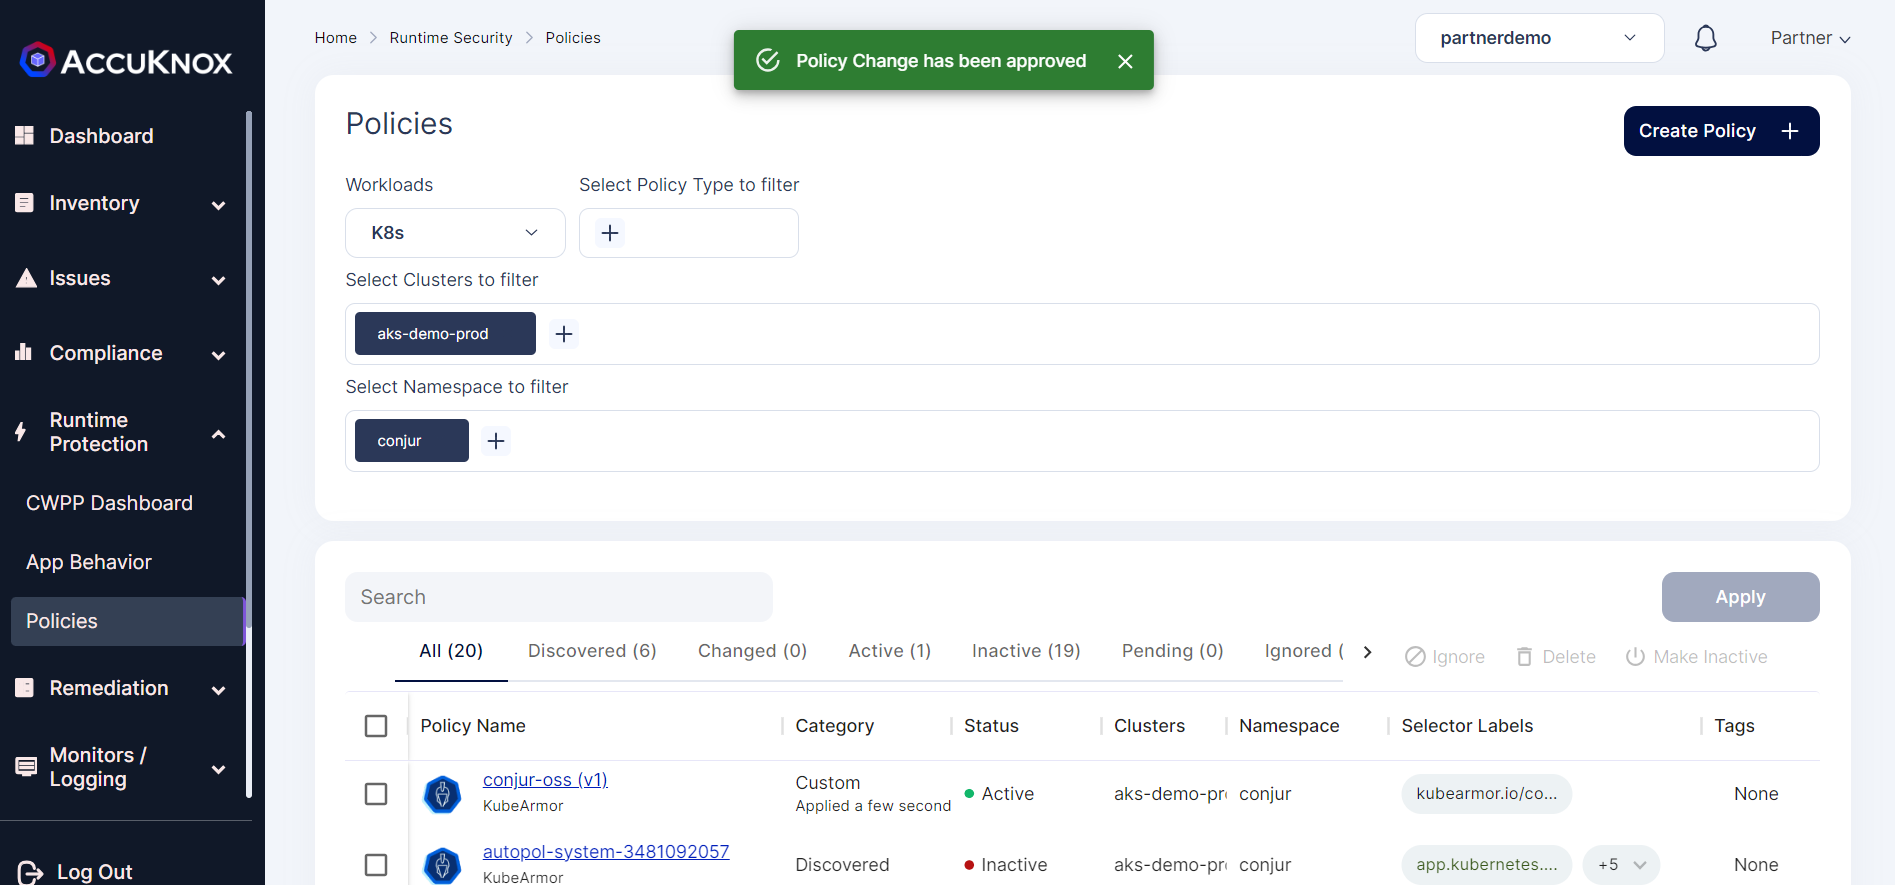 ACCUKNOX
Dashboard
Inventory
Issues
Compliance
Runtime
Protection
CWPP Dashboard
App Behavior
Policies
Remediation
Monitors /
Logging
Log Out
Home > Runtime Security > Policies
Policy Change has been approved
partnerdemo
Partner
Policies
Create Policy +
Workloads
Select Policy Type to filter
K8s
+
Select Clusters to filter
aks-demo-prod +
Select Namespace to filter
conjur +
Search
Apply
All (20) Discovered (6) Changed (0) Active (1) Inactive (19) Pending (0) Ignored ( Ignore Delete Make Inactive
Policy Name Category Status Clusters Namespace Selector Labels Tags
conjur-oss (v1)
KubeArmor
Custom
Applied a few second
Active aks-demo-pr conjur kubearmor.io/co... None
autopol-system-3481092057
KubeArmor
Discovered Inactive aks-demo-pr conjur app.kubernetes.... +5 None